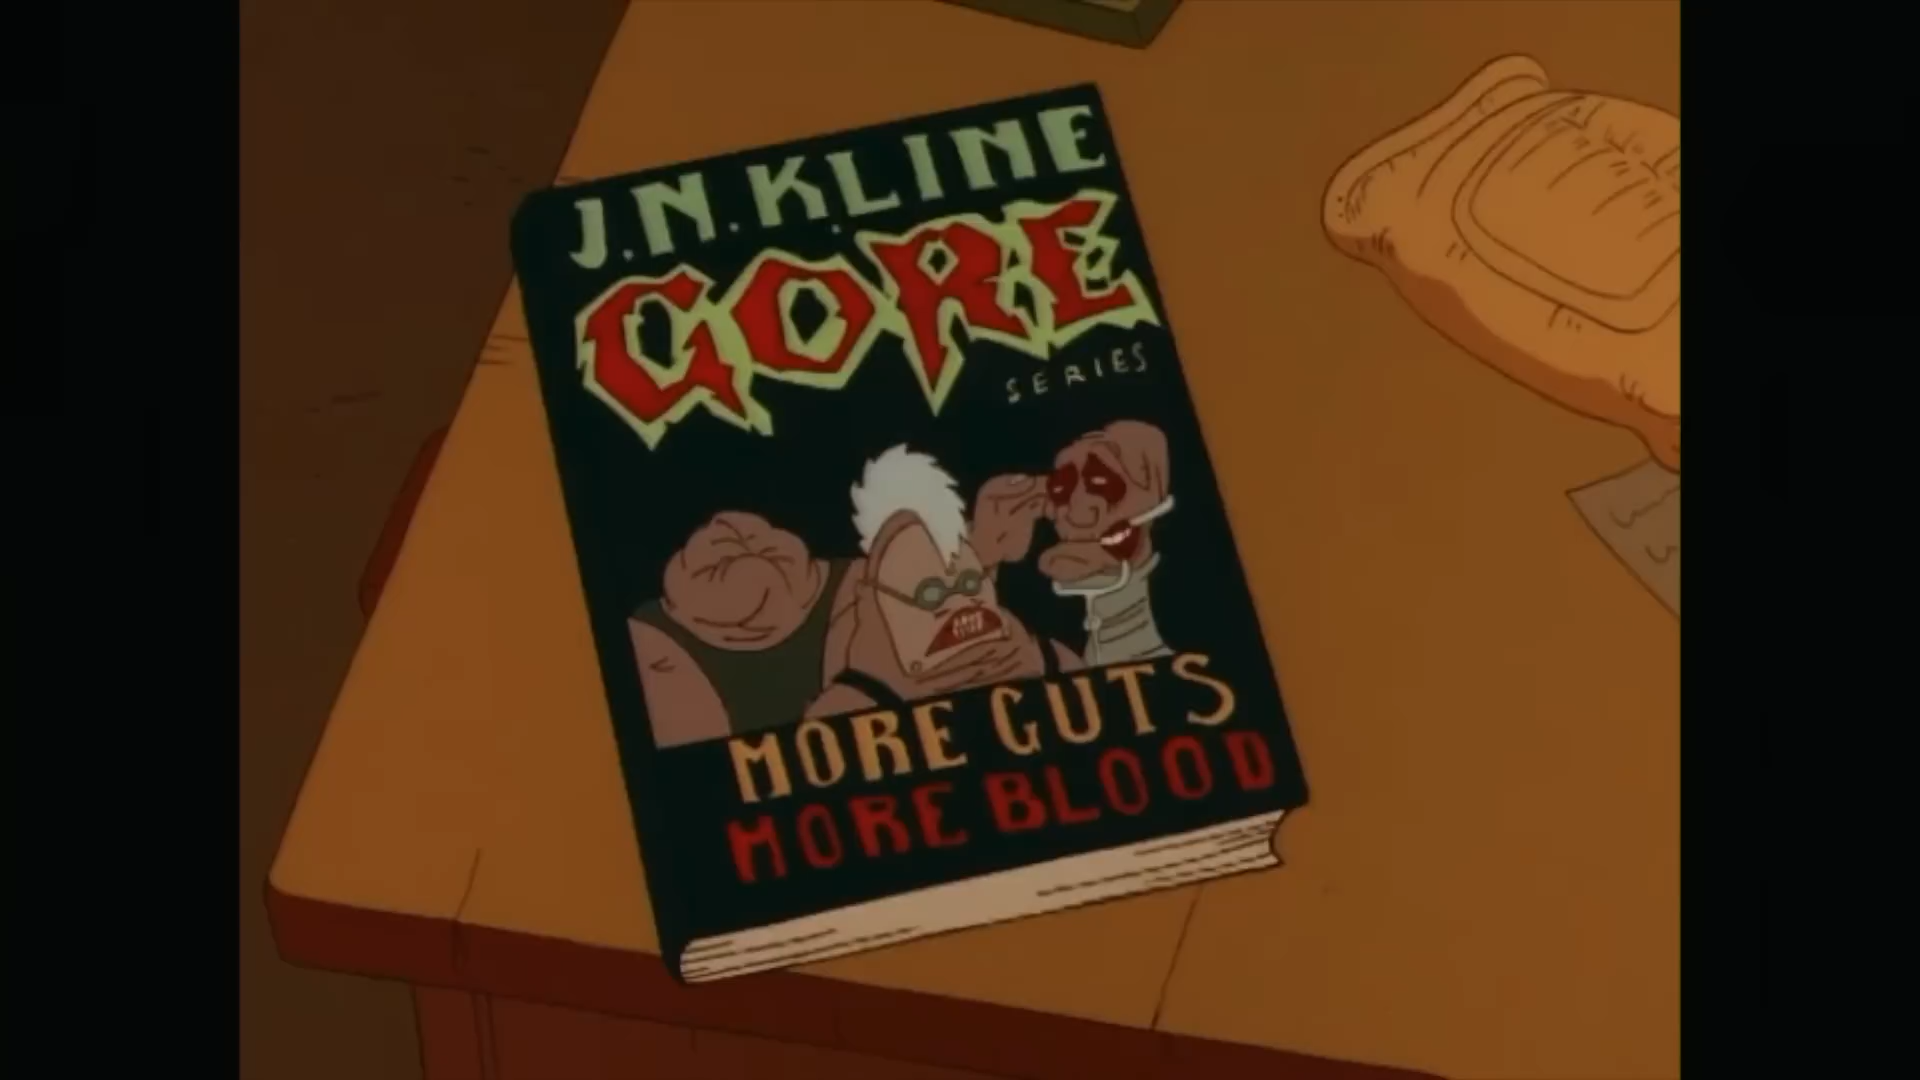 J.N. KLINE
GORE
SERIES
MORE GUTS
MORE BLOOD